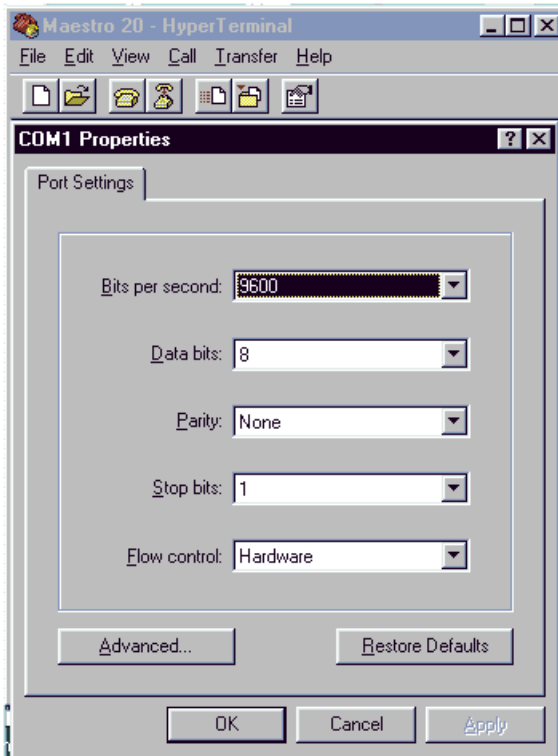 Maestro 20 - HyperTerminal
File Edit View Call Transfer Help
COM1 Properties
Port Settings
Bits per second: 9600
Data bits: 8
Parity: None
Stop bits: 1
Flow control: Hardware
Advanced... Restore Defaults
OK Cancel Apply